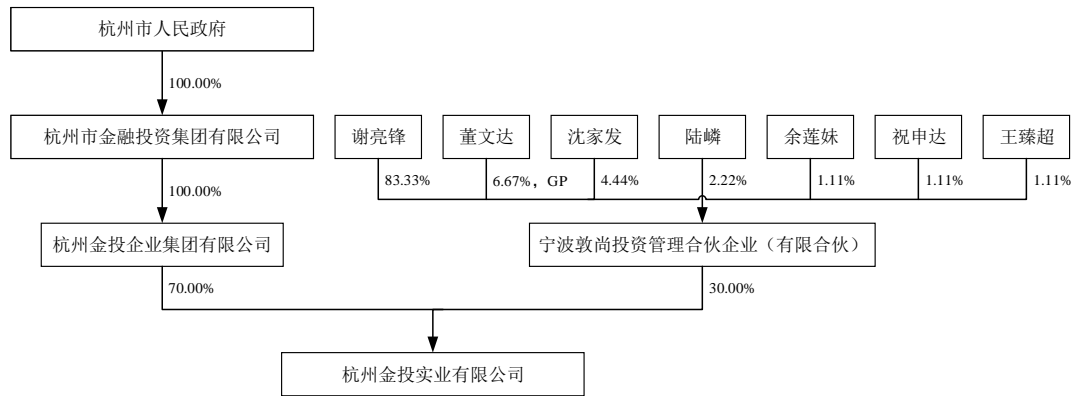 杭州市人民政府
100.00%
杭州市金融投资集团有限公司
谢亮锋
董文达
沈家发
陆嶙
余莲妹
祝申达
王臻超
100.00%
83.33%
6.67%，GP
4.44%
2.22%
1.11%
1.11%
1.11%
杭州金投企业集团有限公司
宁波敦尚投资管理合伙企业（有限合伙）
70.00%
30.00%
杭州金投实业有限公司